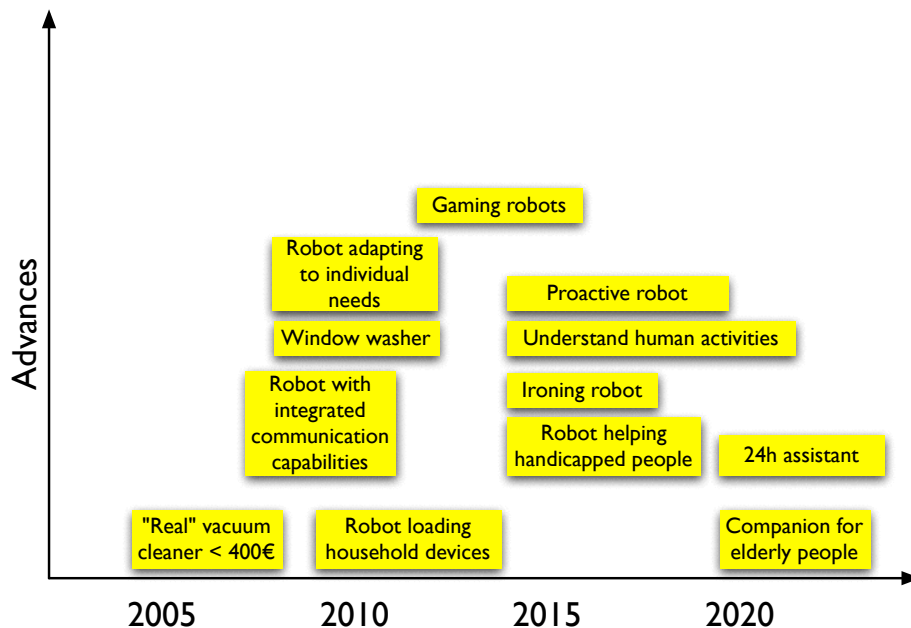 Advances
Gaming robots
Robot adapting
to individual
needs
Proactive robot
Window washer
Understand human activities
Robot with
integrated
communication
capabilities
Ironing robot
Robot helping
handicapped people
24h assistant
"Real" vacuum
cleaner < 400€
Robot loading
household devices
Companion for
elderly people
2005
2010
2015
2020